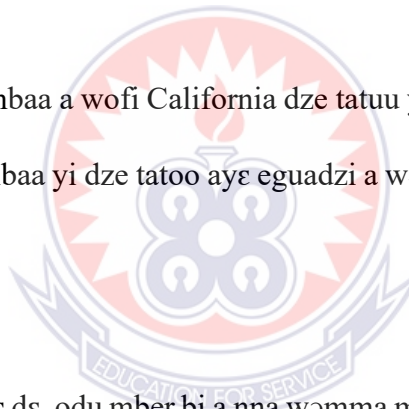 mbaa a wofi California dze tatuu
baa yi dze tatoo ayɛ eguadzi a w
EDUCATION FOR SERVICE
dɛ, odu mber bi a nna wɔmma